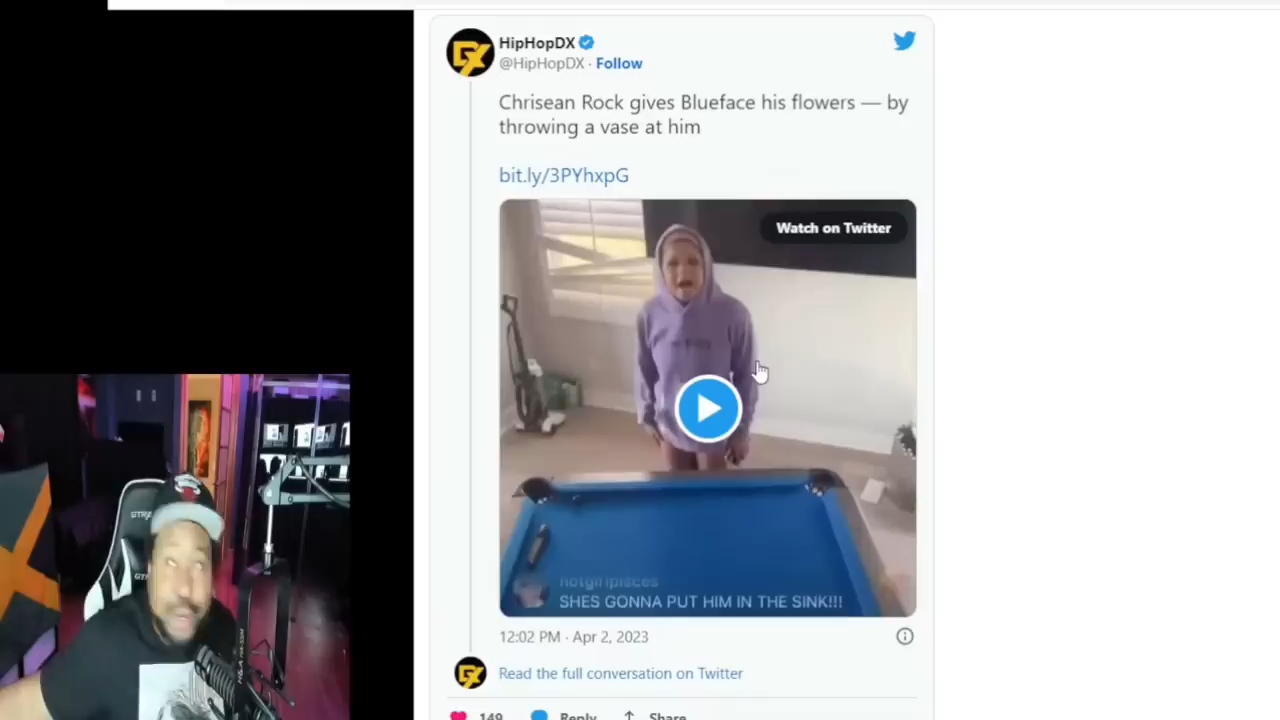 HipHopDX
@HipHopDX · Follow
Chrisean Rock gives Blueface his flowers — by
throwing a vase at him
bit.ly/3PYhxpG
Watch on Twitter
notgirlpisces
SHES GONNA PUT HIM IN THE SINK!!!
12:02 PM · Apr 2, 2023
Read the full conversation on Twitter
149 Reply Share